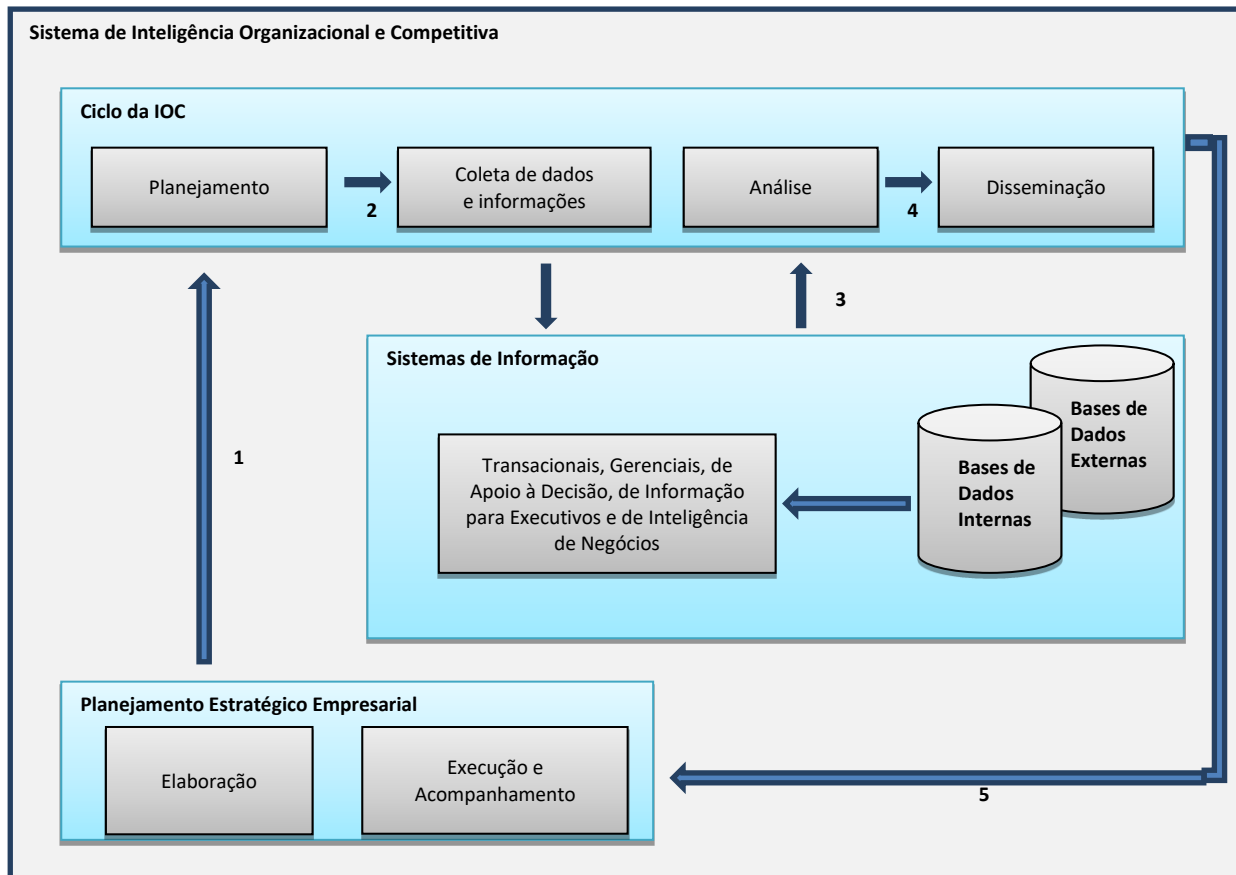 Sistema de Inteligência Organizacional e Competitiva
Ciclo da IOC
Planejamento
2
Coleta de dados
e informações
Análise
4
Disseminação
3
Sistemas de Informação
Transacionais, Gerenciais, de
Apoio à Decisão, de Informação
para Executivos e de Inteligência
de Negócios
Bases de
Dados
Internas
Bases de
Dados
Externas
1
Planejamento Estratégico Empresarial
Elaboração
Execução e
Acompanhamento
5